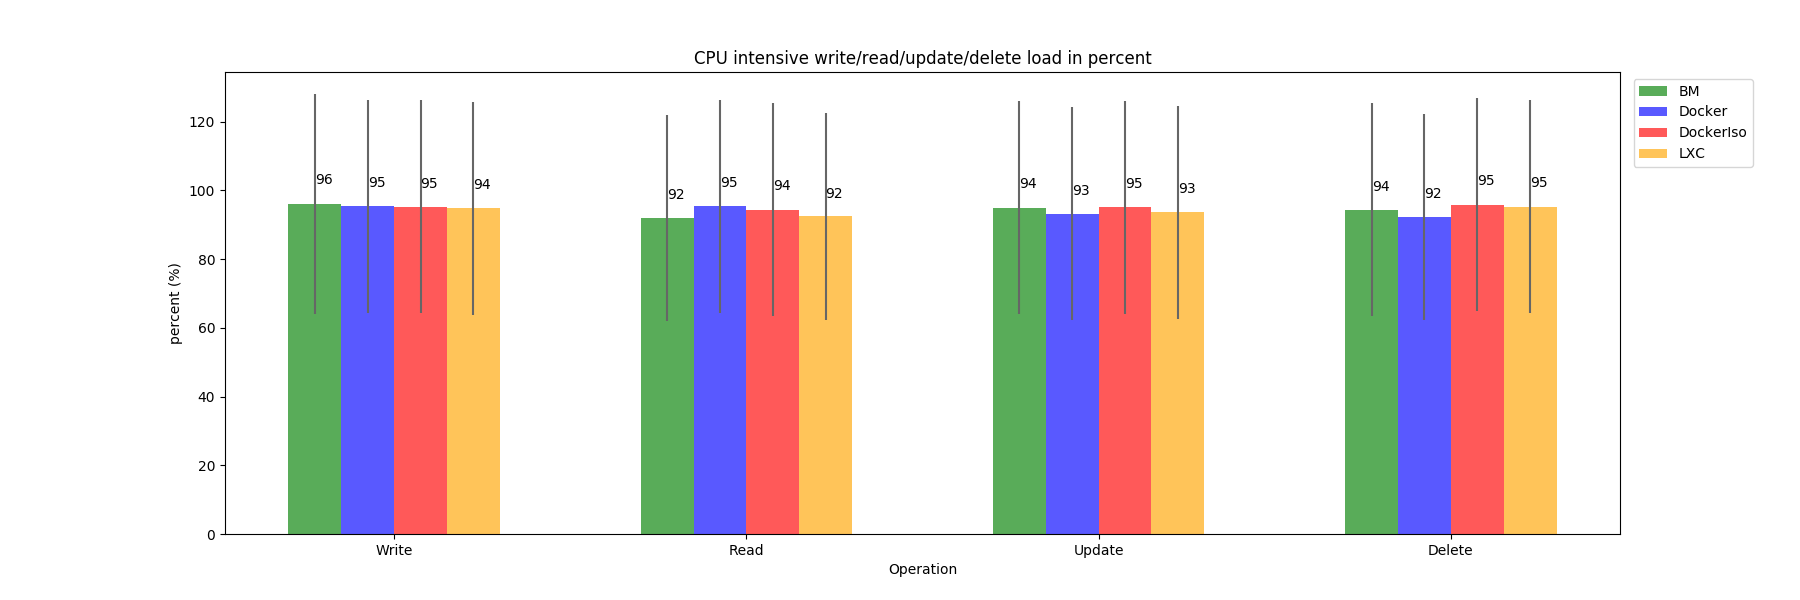 CPU intensive write/read/update/delete load in percent
BM
Docker
DockerIso
LXC
percent (%)
120
100
80
60
40
20
0
96
95
95
94
92
95
94
92
94
93
95
93
94
92
95
95
Write
Read
Update
Delete
Operation